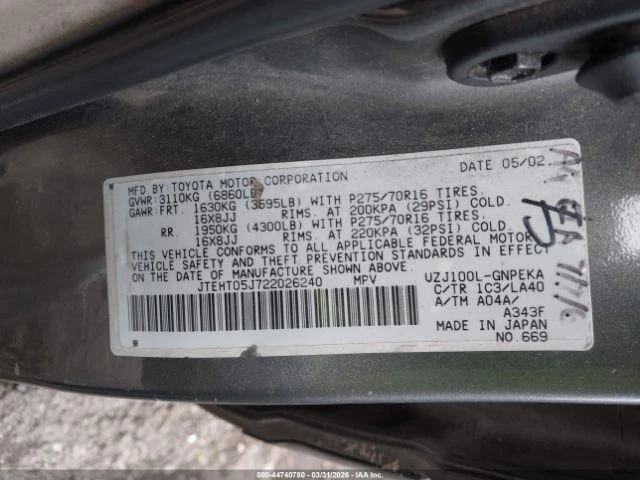 MFD. BY: TOYOTA MOTOR CORPORATION DATE 05/02.
GVWR: 3110KG (6860LB)
GAWR: FRT. 1630KG (3595LB) WITH P275/70R16 TIRES.
16X8JJ RIMS. AT 200KPA (29PSI) COLD.
RR. 1950KG (4300LB) WITH P275/70R16 TIRES.
16X8JJ RIMS. AT 220KPA (32PSI) COLD.
THIS VEHICLE CONFORMS TO ALL APPLICABLE FEDERAL MOTOR
VEHICLE SAFETY AND THEFT PREVENTION STANDARDS IN EFFECT
ON THE DATE OF MANUFACTURE SHOWN ABOVE.
JTEHT05J722026240 MPV
UZJ100L-GNPEKA
C/TR 1C3/LA40
A/TM A04A/
A343F
MADE IN JAPAN
NO.669
000-44740780 - 03/31/2026 - IAAI.com